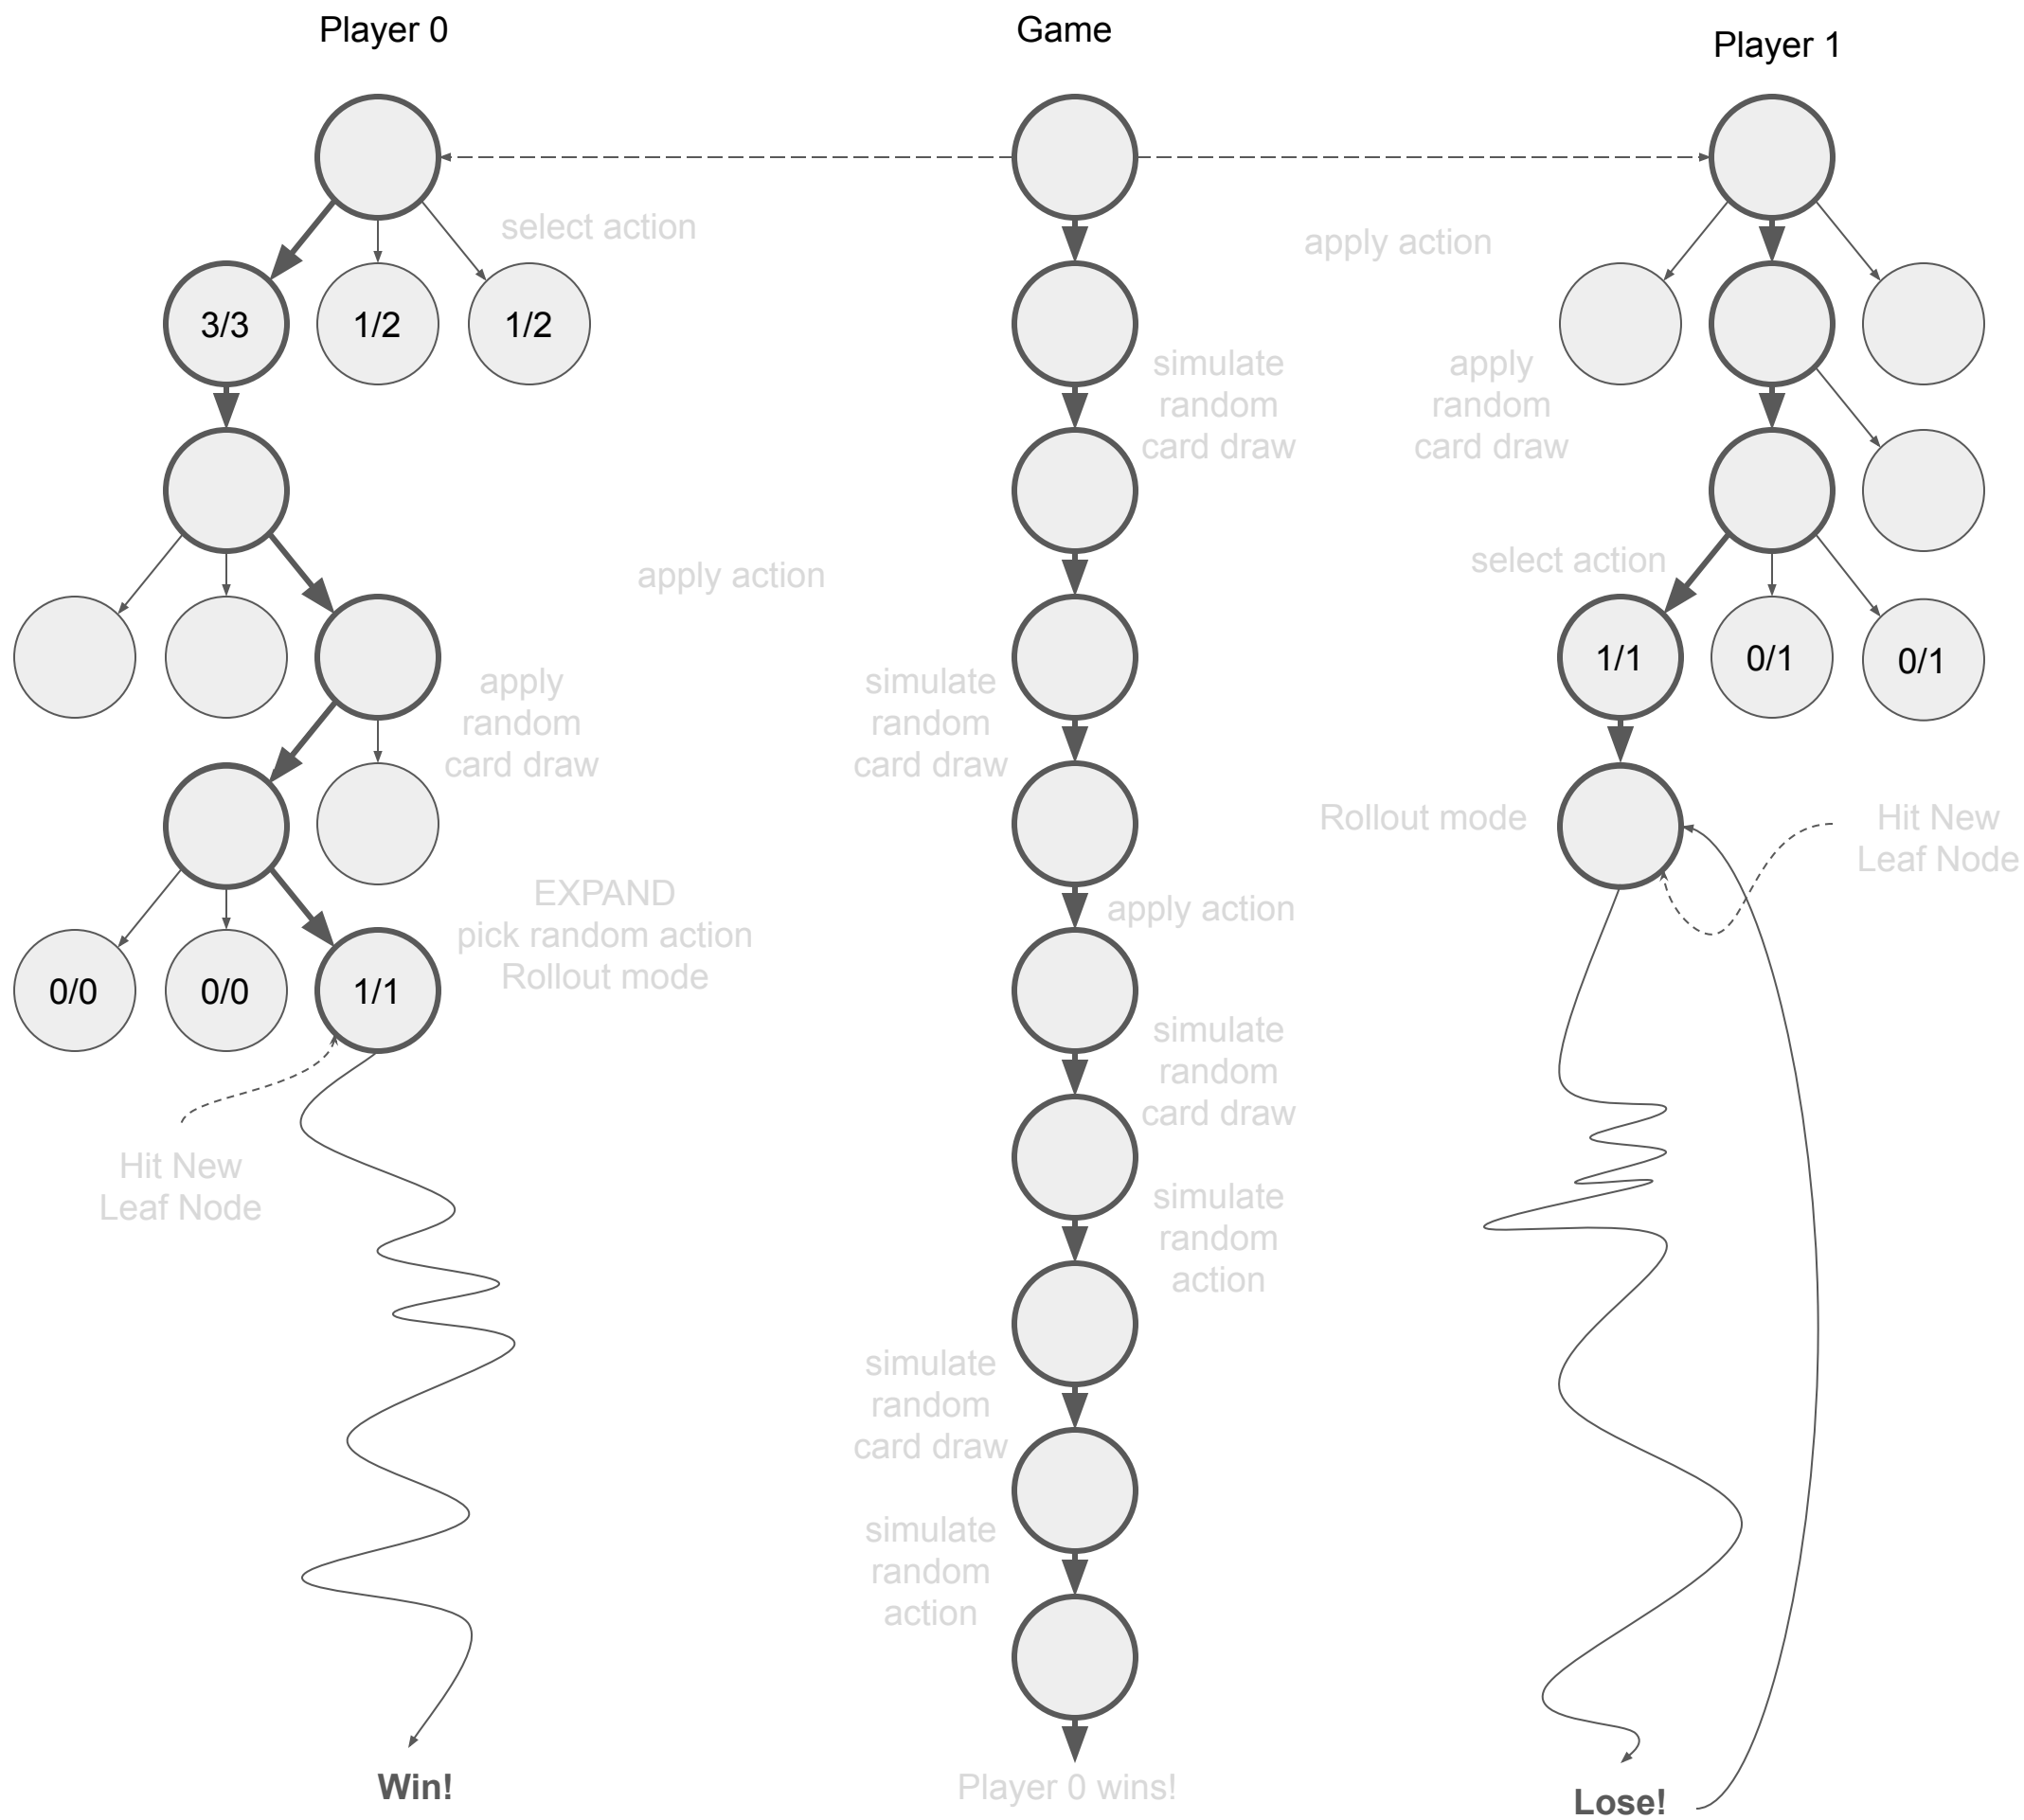 Player 0
Game
Player 1
select action
apply action
3/3
1/2
1/2
simulate
random
card draw
apply
random
card draw
apply action
select action
1/1
0/1
0/1
apply
random
card draw
simulate
random
card draw
Rollout mode
Hit New
Leaf Node
EXPAND
pick random action
Rollout mode
apply action
0/0
0/0
1/1
simulate
random
card draw
Hit New
Leaf Node
simulate
random
action
simulate
random
card draw
simulate
random
action
Win!
Player 0 wins!
Lose!